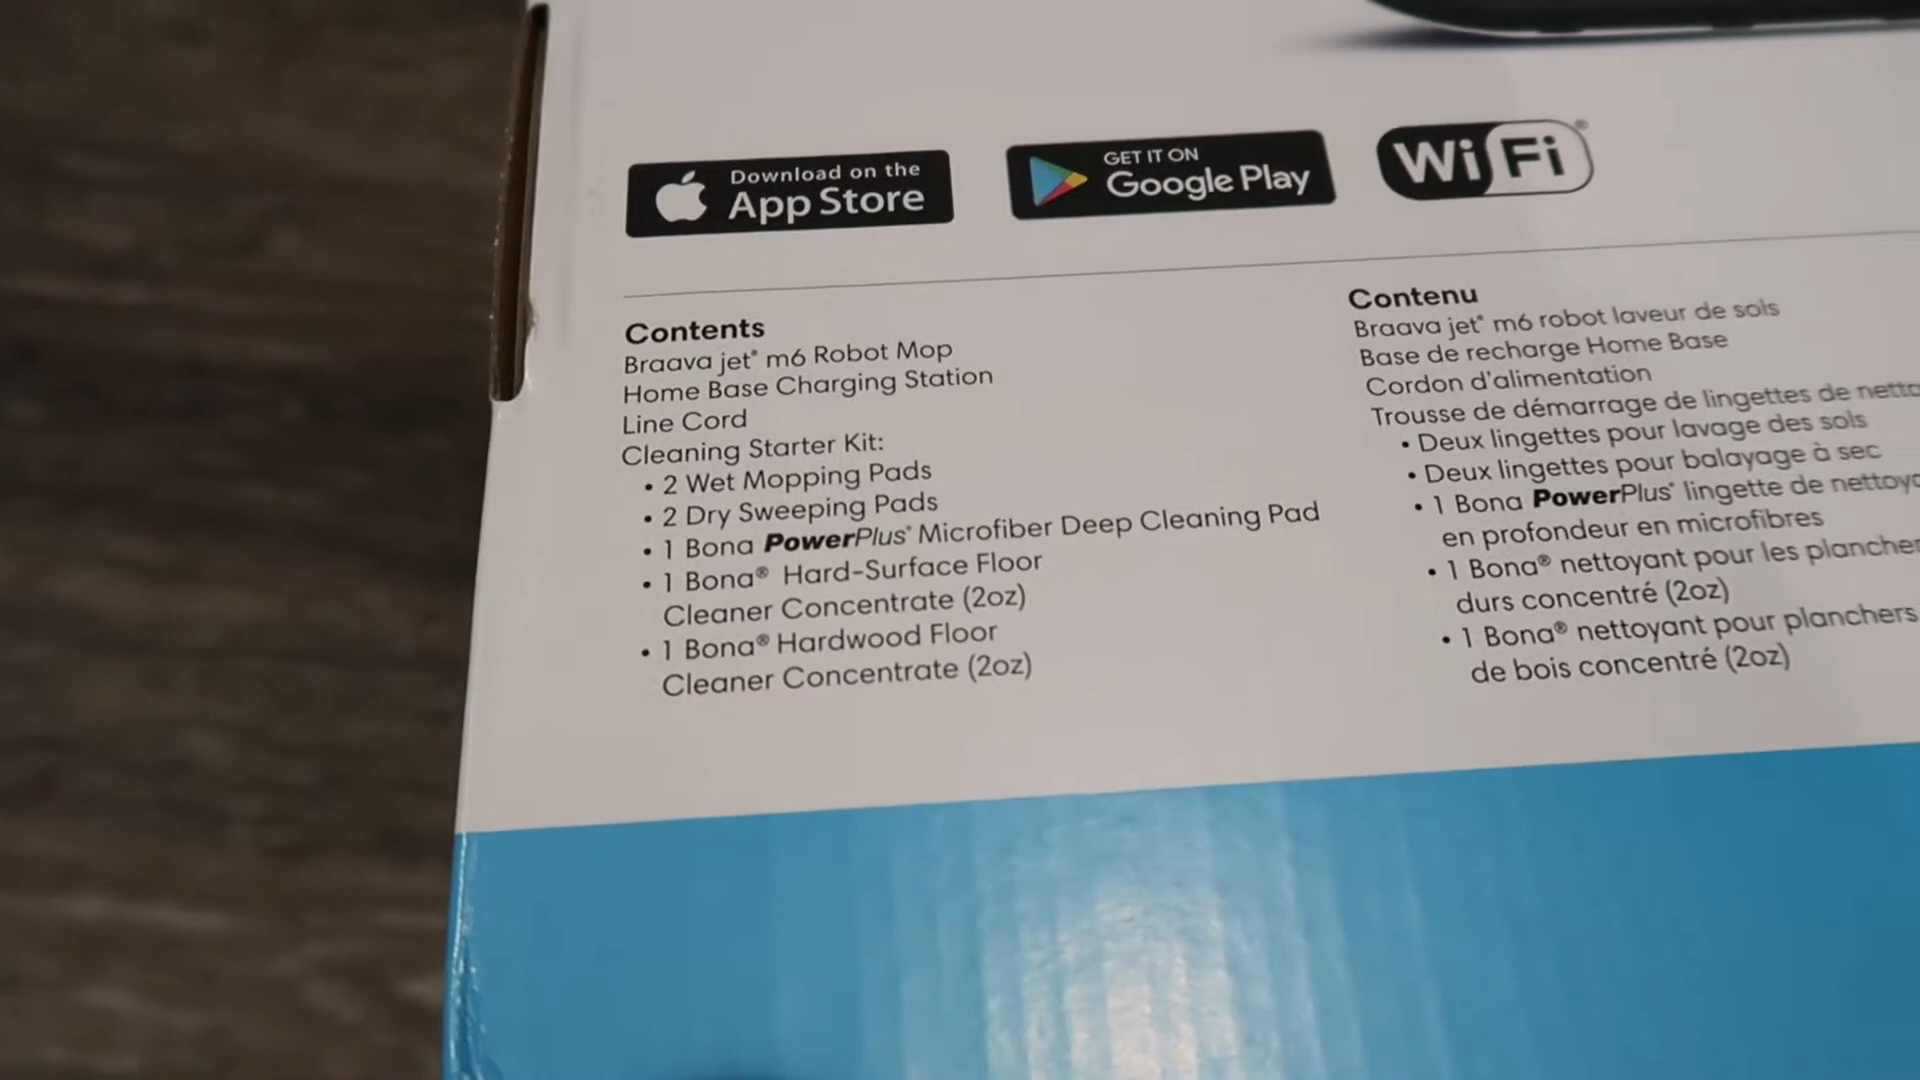 Download on the
App Store
GET IT ON
Google Play
WiFi®
Contents
Braava jet® m6 Robot Mop
Home Base Charging Station
Line Cord
Cleaning Starter Kit:
• 2 Wet Mopping Pads
• 2 Dry Sweeping Pads
• 1 Bona PowerPlus® Microfiber Deep Cleaning Pad
• 1 Bona® Hard-Surface Floor
Cleaner Concentrate (2oz)
• 1 Bona® Hardwood Floor
Cleaner Concentrate (2oz)
Contenu
Braava jet® m6 robot laveur de sols
Base de recharge Home Base
Cordon d'alimentation
Trousse de démarrage de lingettes de
• Deux lingettes pour lavage des sols
• Deux lingettes pour balayage à sec
• 1 Bona PowerPlus® lingette de
en profondeur en microfibres
• 1 Bona® nettoyant pour les
durs concentré (2oz)
• 1 Bona® nettoyant pour planchers
de bois concentré (2oz)